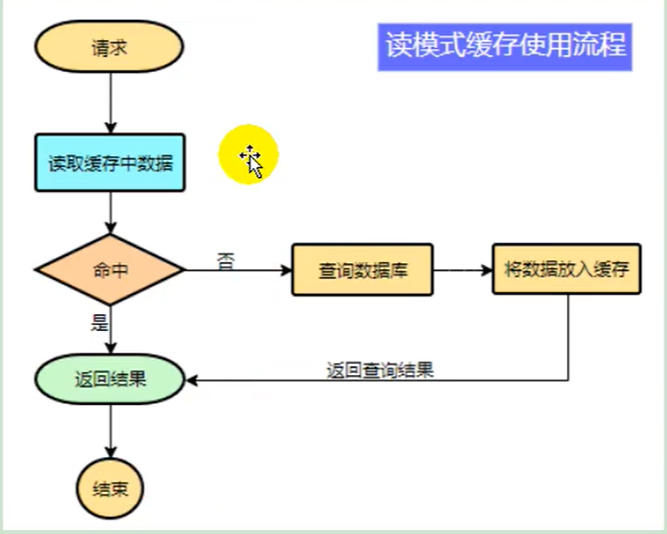 请求
读模式缓存使用流程
读取缓存中数据
命中
否
查询数据库
将数据放入缓存
是
返回查询结果
返回结果
结束